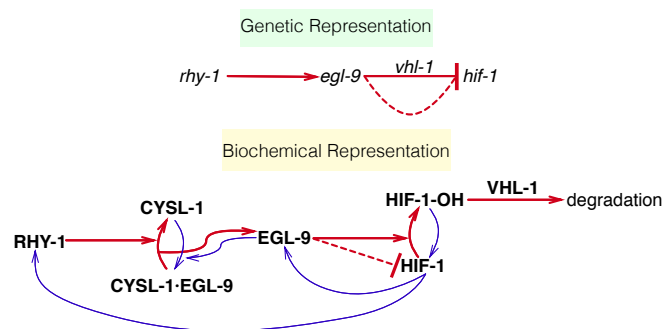 Genetic Representation
rhy-1 egl-9 vhl-1 hif-1
Biochemical Representation
CYSL-1 HIF-1-OH VHL-1 degradation
RHY-1 EGL-9
CYSL-1·EGL-9 HIF-1